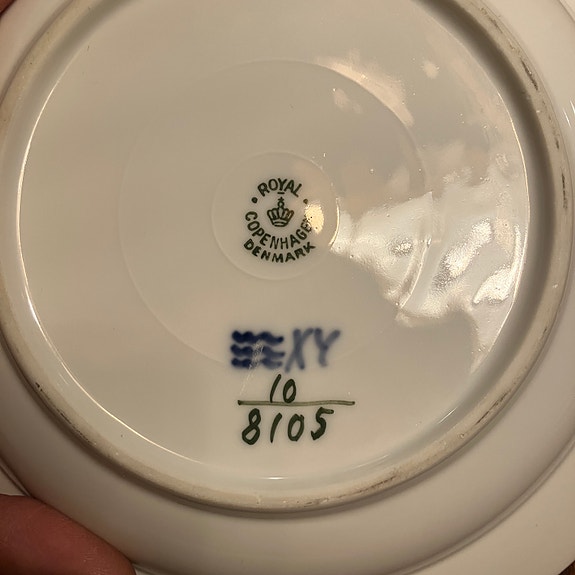 ROYAL
COPENHAGEN
DENMARK
XY
10
8105